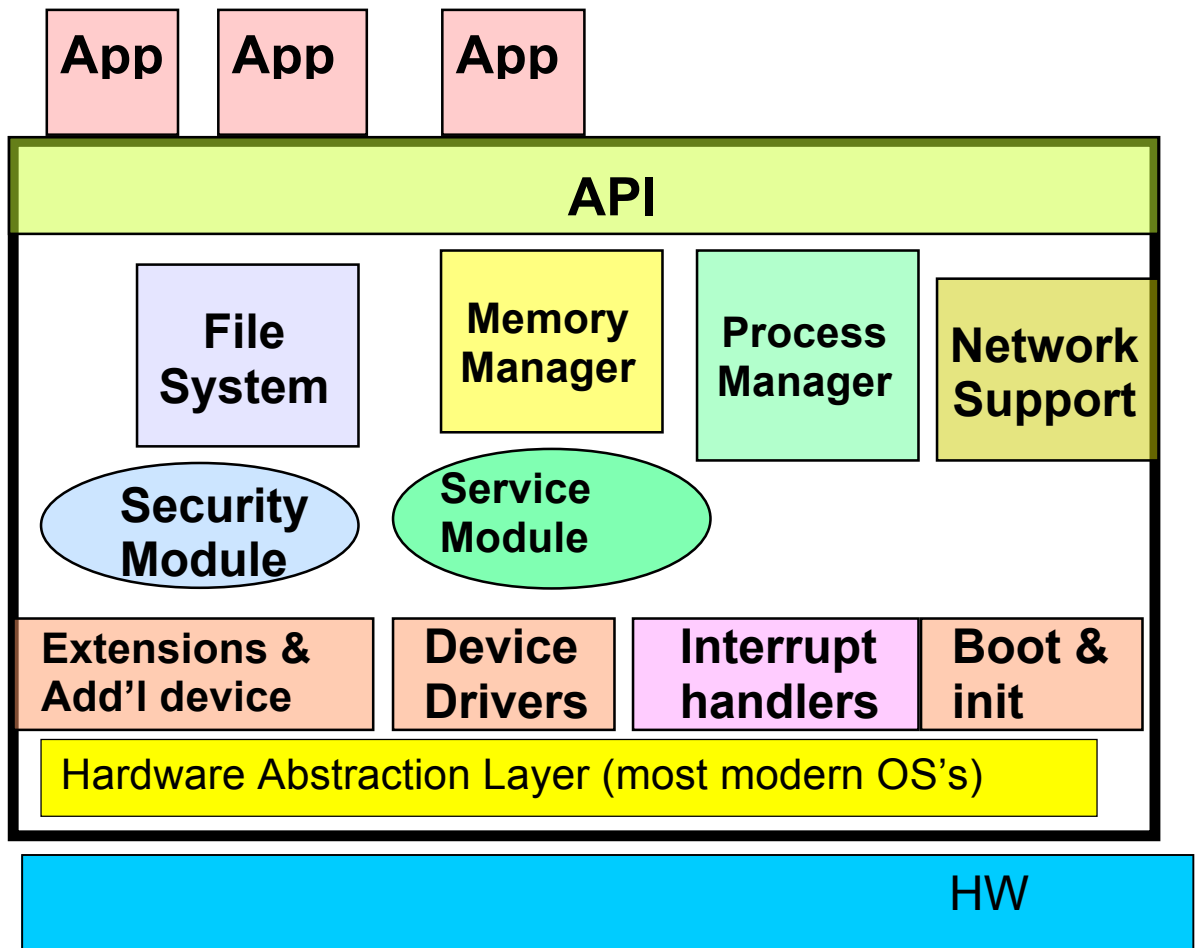 App
App
App
API
File
System
Memory
Manager
Process
Manager
Network
Support
Security
Module
Service
Module
Extensions &
Add’l device
Device
Drivers
Interrupt
handlers
Boot &
init
Hardware Abstraction Layer (most modern OS’s)
HW